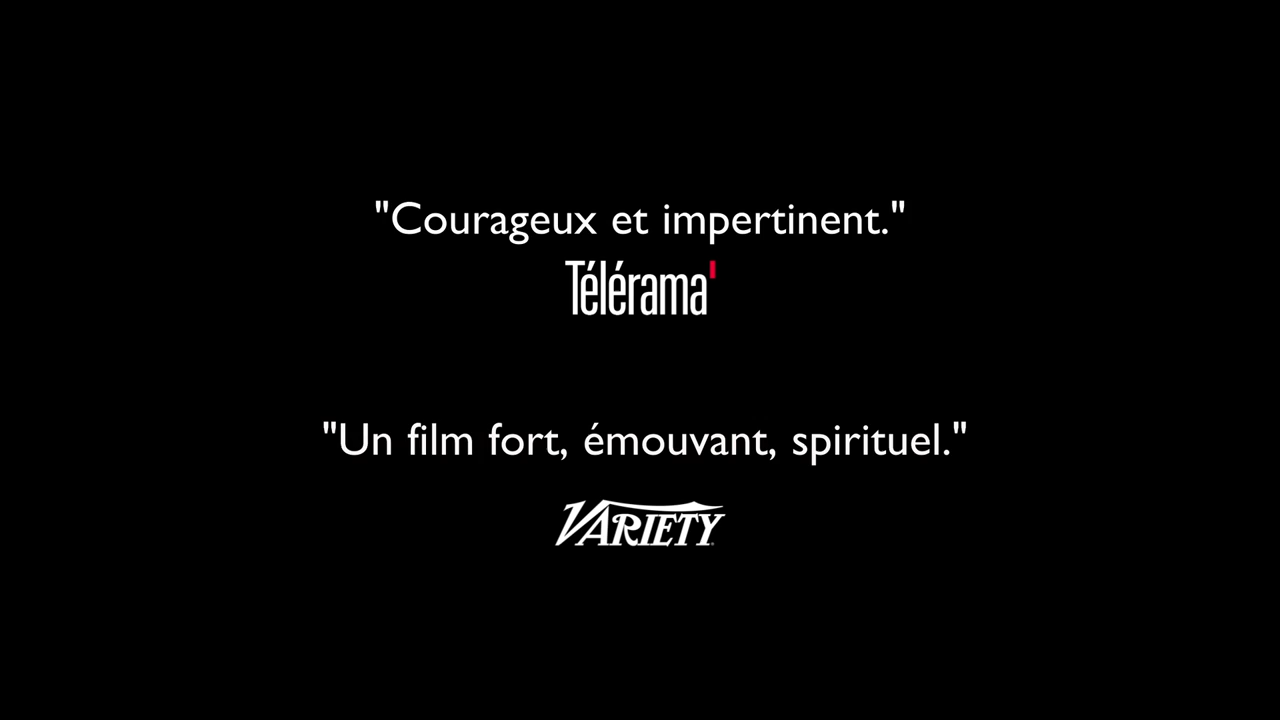 "Courageux et impertinent."
Télérama'
"Un film fort, émouvant, spirituel."
VARIETY